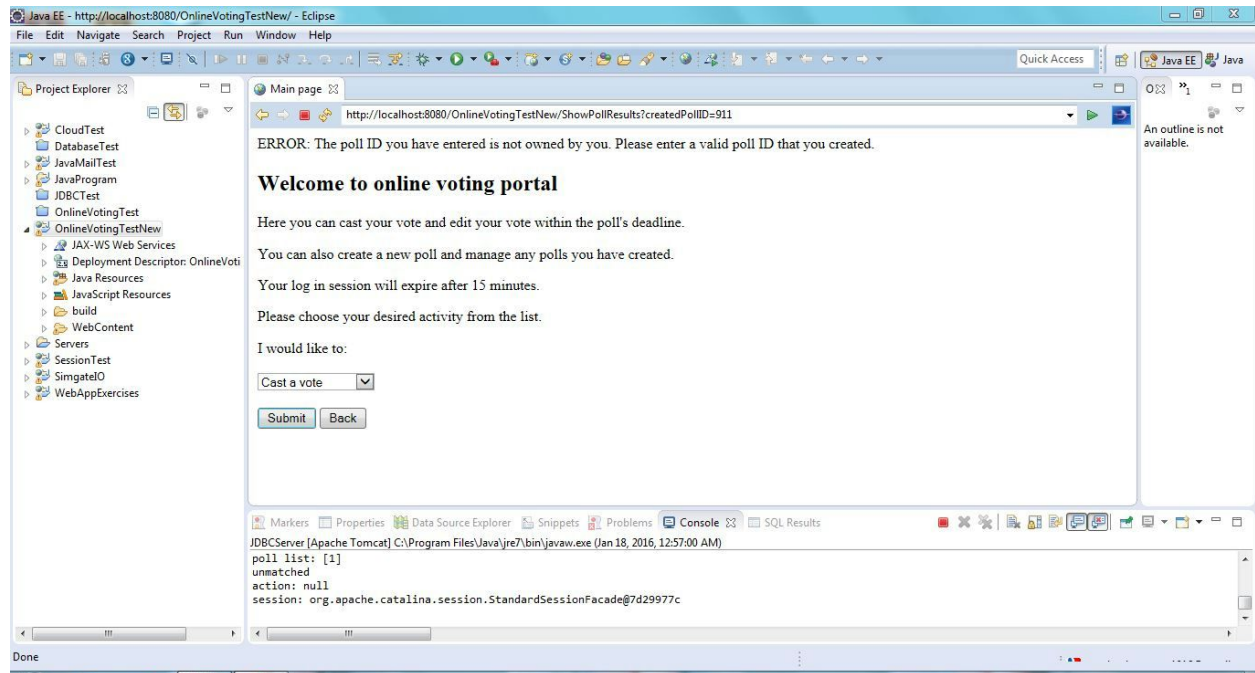 Java EE - http://localhost:8080/OnlineVotingTestNew/ - Eclipse
File Edit Navigate Search Project Run Window Help
Quick Access
Java EE
Java
Project Explorer
CloudTest
DatabaseTest
JavaMailTest
JavaProgram
JDBCTest
OnlineVotingTest
OnlineVotingTestNew
JAX-WS Web Services
Deployment Descriptor: OnlineVoti
Java Resources
JavaScript Resources
build
WebContent
Servers
SessionTest
SimgateIO
WebAppExercises
Main page
http://localhost:8080/OnlineVotingTestNew/ShowPollResults?createdPollID=911
ERROR: The poll ID you have entered is not owned by you. Please enter a valid poll ID that you created.
Welcome to online voting portal
Here you can cast your vote and edit your vote within the poll's deadline.
You can also create a new poll and manage any polls you have created.
Your log in session will expire after 15 minutes.
Please choose your desired activity from the list.
I would like to:
Cast a vote
Submit Back
An outline is not
available.
Markers Properties Data Source Explorer Snippets Problems Console SQL Results
JDBCServer [Apache Tomcat] C:\Program Files\Java\jre7\bin\javaw.exe (Jan 18, 2016, 12:57:00 AM)
poll list: [1]
unmatched
action: null
session: org.apache.catalina.session.StandardSessionFacade@7d29977c
Done